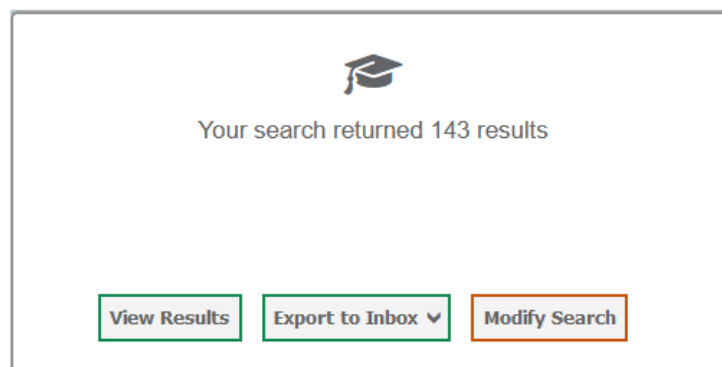 Your search returned 143 results
View Results Export to Inbox Modify Search